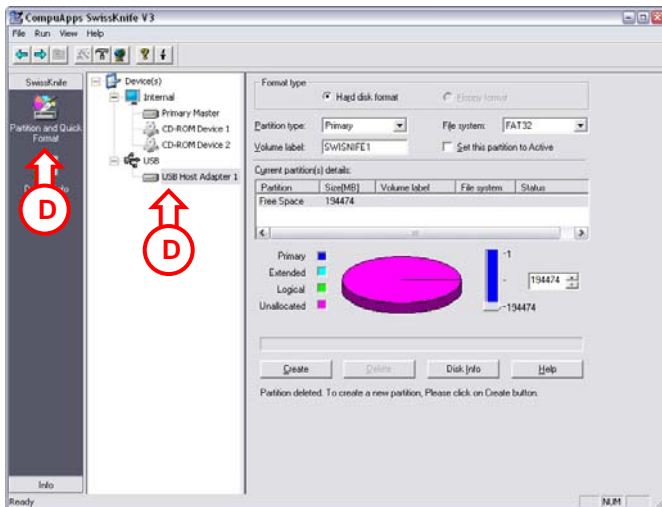 CompuApps SwissKnife V3
File Run View Help
SwissKnife
Partition and Quick
Format
D
Info
Device(s)
Internal
Primary Master
CD-ROM Device 1
CD-ROM Device 2
USB
USB Host Adapter 1
D
Format type
Hard disk format
Floppy format
Partition type: Primary
File system: FAT32
Volume label: SWISNIFE1
Set this partition to Active
Current partition(s) details:
Partition Size[MB] Volume label File system Status
Free Space 194474
Primary
Extended
Logical
Unallocated
-1
-
194474
-194474
Create Delete Disk Info Help
Partition deleted. To create a new partition, Please click on Create button.
Ready
NUM